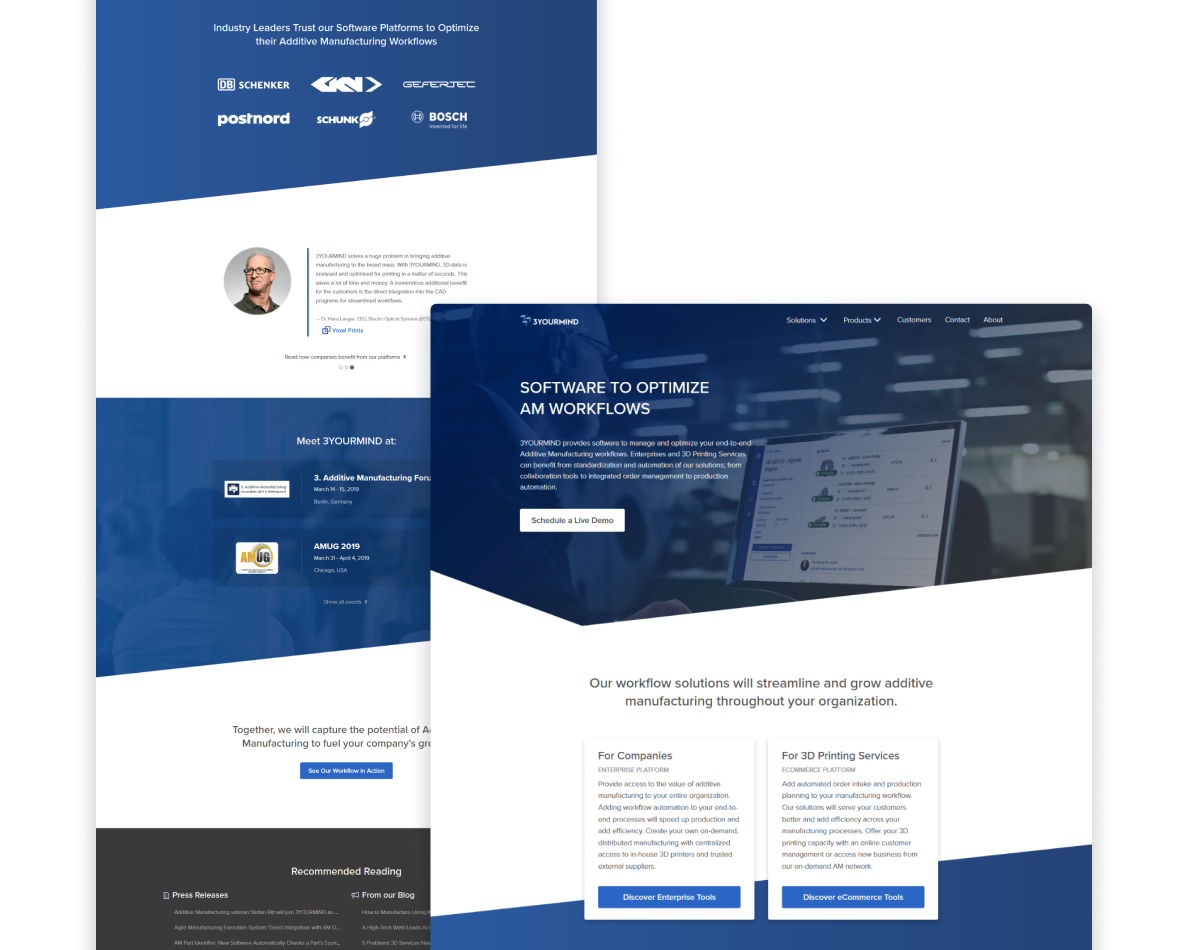 Industry Leaders Trust our Software Platforms to Optimize
their Additive Manufacturing Workflows
DB SCHENKER
GKN
GEFERTEC
postnord
SCHUNK
BOSCH
Invented for life
3YOURMIND solves a huge problem in bringing additive
manufacturing to the broad mass. With 3YOURMIND, 3D-data is
analysed and optimised for printing in a matter of seconds. This
saves a lot of time and money. A tremendous additional benefit
for the customers is the direct integration into the CAD
programs for streamlined workflows.
— Dr. Hans Langer, CEO, Electro Optical Systems (EOS)
Voxel Prints
Read how companies benefit from our platforms
Meet 3YOURMIND at:
3. Additive Manufacturing Foru
March 14 - 15, 2019
Berlin, Germany
AMUG
AMUG 2019
March 31 - April 4, 2019
Chicago, USA
Show all events
Together, we will capture the potential of A
Manufacturing to fuel your company's gro
See Our Workflow in Action
Recommended Reading
Press Releases
Additive Manufacturing veteran Stefan Ritt will join 3YOURMIND as ...
Agile Manufacturing Execution System: Direct Integration with AM O...
AM Part Identifier: New Software Automatically Checks a Part's Econ...
From our Blog
How to Manufacture Using t
A High-Tech Weld Leads Ac
5 Problems 3D Services Nee
3YOURMIND
Solutions
Products
Customers
Contact
About
SOFTWARE TO OPTIMIZE
AM WORKFLOWS
3YOURMIND provides software to manage and optimize your end-to-end
Additive Manufacturing workflows. Enterprises and 3D Printing Services
can benefit from standardization and automation of our solutions; from
collaboration tools to integrated order management to production
automation.
Schedule a Live Demo
Our workflow solutions will streamline and grow additive
manufacturing throughout your organization.
For Companies
ENTERPRISE PLATFORM
Provide access to the value of additive
manufacturing to your entire organization.
Adding workflow automation to your end-to-
end processes will speed up production and
add efficiency. Create your own on-demand,
distributed manufacturing with centralized
access to in-house 3D printers and trusted
external suppliers.
Discover Enterprise Tools
For 3D Printing Services
ECOMMERCE PLATFORM
Add automated order intake and production
planning to your manufacturing workflow.
Our solutions will serve your customers
better and add efficiency across your
manufacturing processes. Offer your 3D
printing capacity with an online customer
management or access new business from
our on-demand AM network.
Discover eCommerce Tools